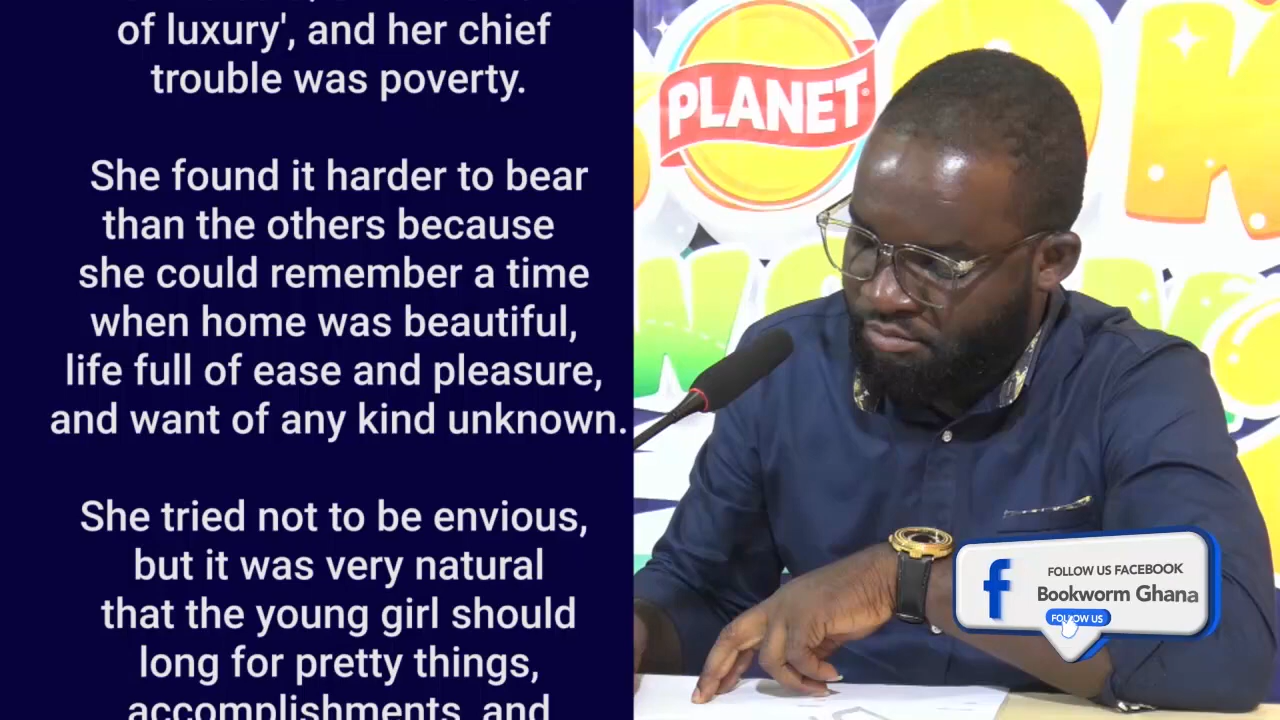 of luxury', and her chief
trouble was poverty.
She found it harder to bear
than the others because
she could remember a time
when home was beautiful,
life full of ease and pleasure,
and want of any kind unknown.
She tried not to be envious,
but it was very natural
that the young girl should
long for pretty things,
accomplishments, and
PLANET
FOLLOW US FACEBOOK
Bookworm Ghana
FOLLOW US